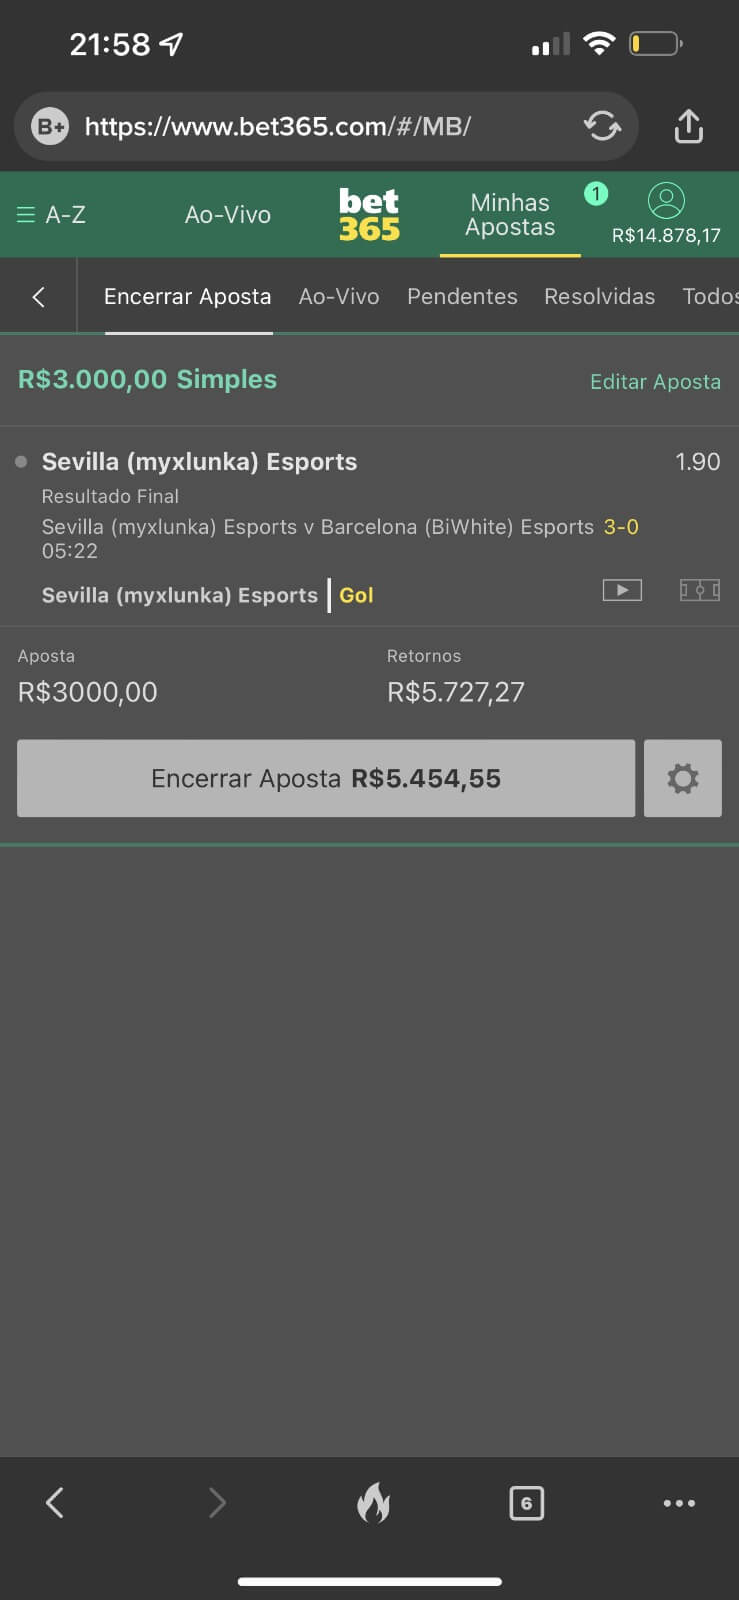 21:58
B+ https://www.bet365.com/#/MB/
A-Z Ao-Vivo bet365 Minhas Apostas 1 R$14.878,17
Encerrar Aposta Ao-Vivo Pendentes Resolvidas Todos
R$3.000,00 Simples Editar Aposta
Sevilla (myxlunka) Esports 1.90
Resultado Final
Sevilla (myxlunka) Esports v Barcelona (BiWhite) Esports 3-0
05:22
Sevilla (myxlunka) Esports Gol
Aposta Retornos
R$3000,00 R$5.727,27
Encerrar Aposta R$5.454,55
6